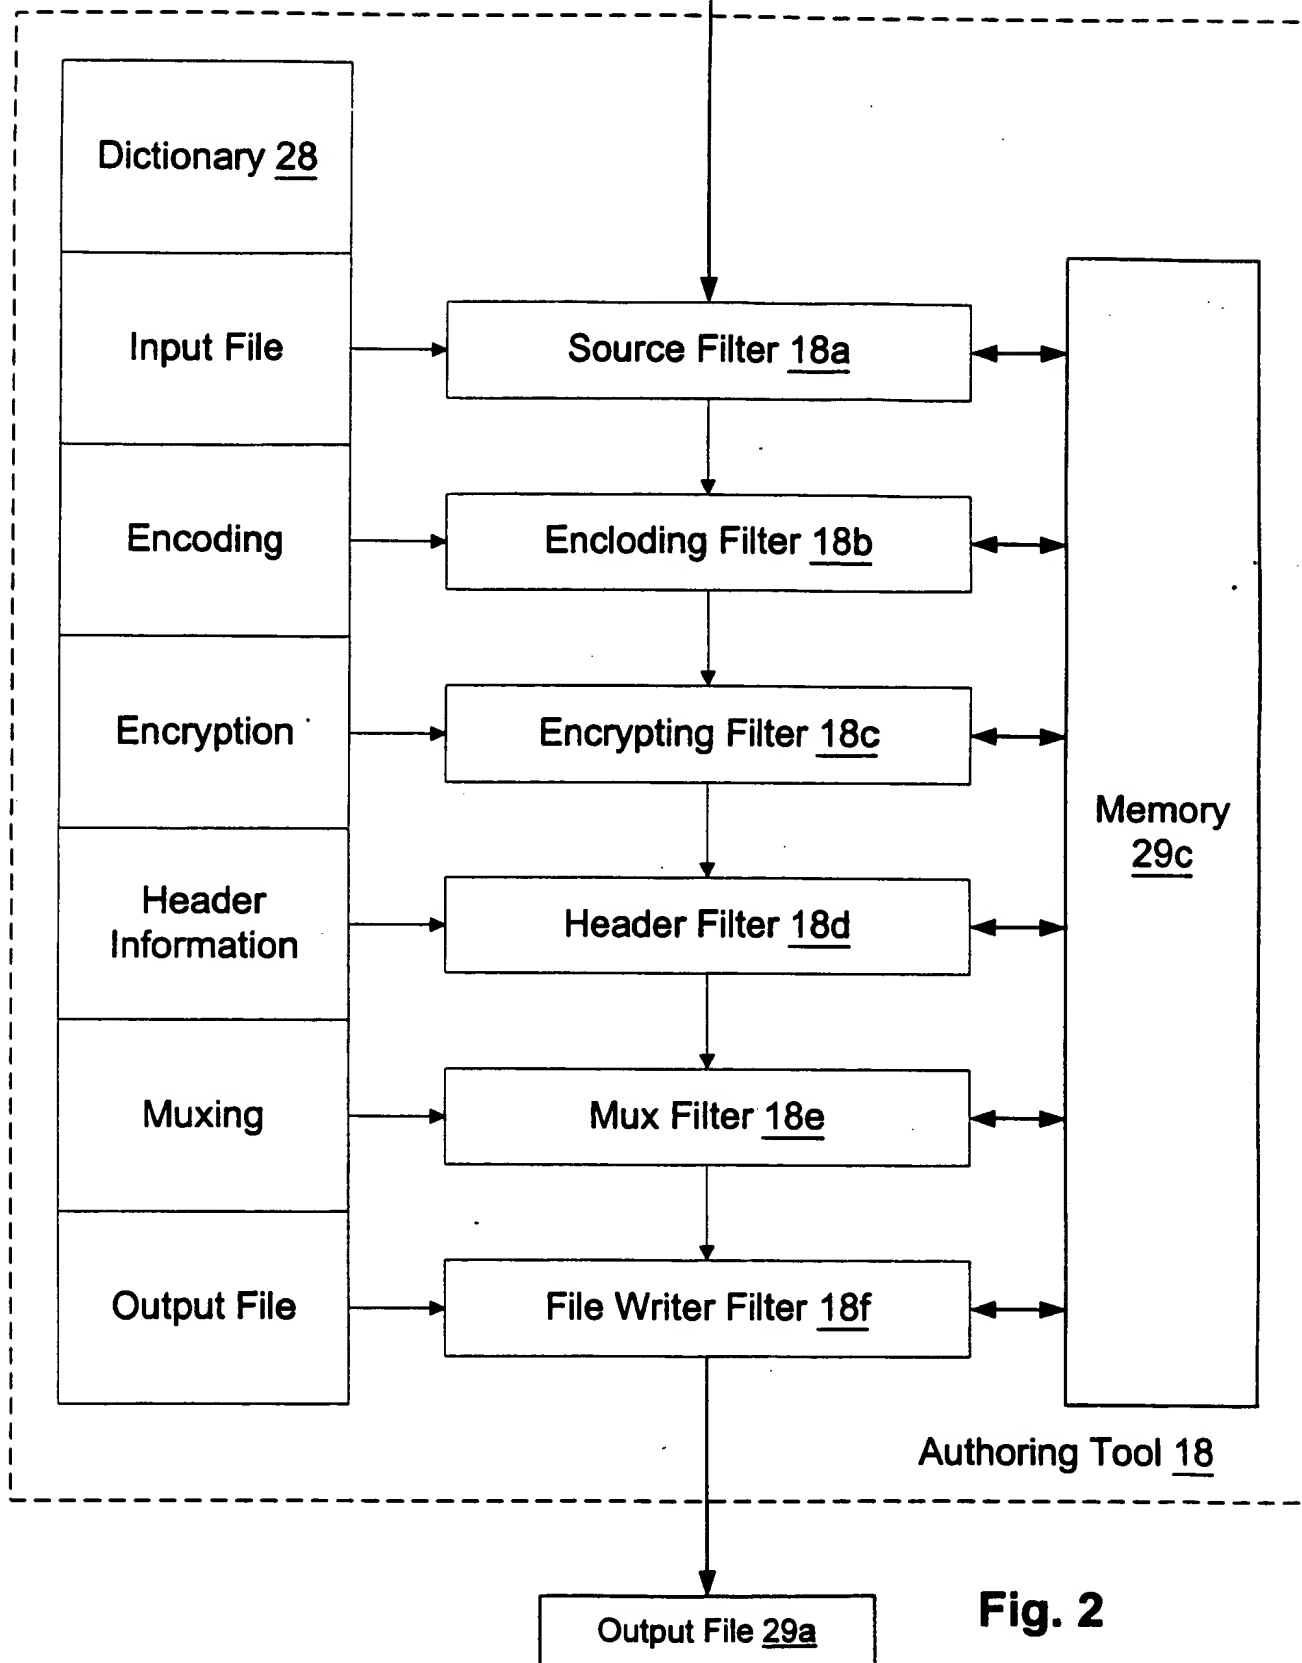 Dictionary 28
Input File
Source Filter 18a
Encoding
Encloding Filter 18b
Encryption
Encrypting Filter 18c
Memory
29c
Header
Information
Header Filter 18d
Muxing
Mux Filter 18e
Output File
File Writer Filter 18f
Authoring Tool 18
Output File 29a
Fig. 2